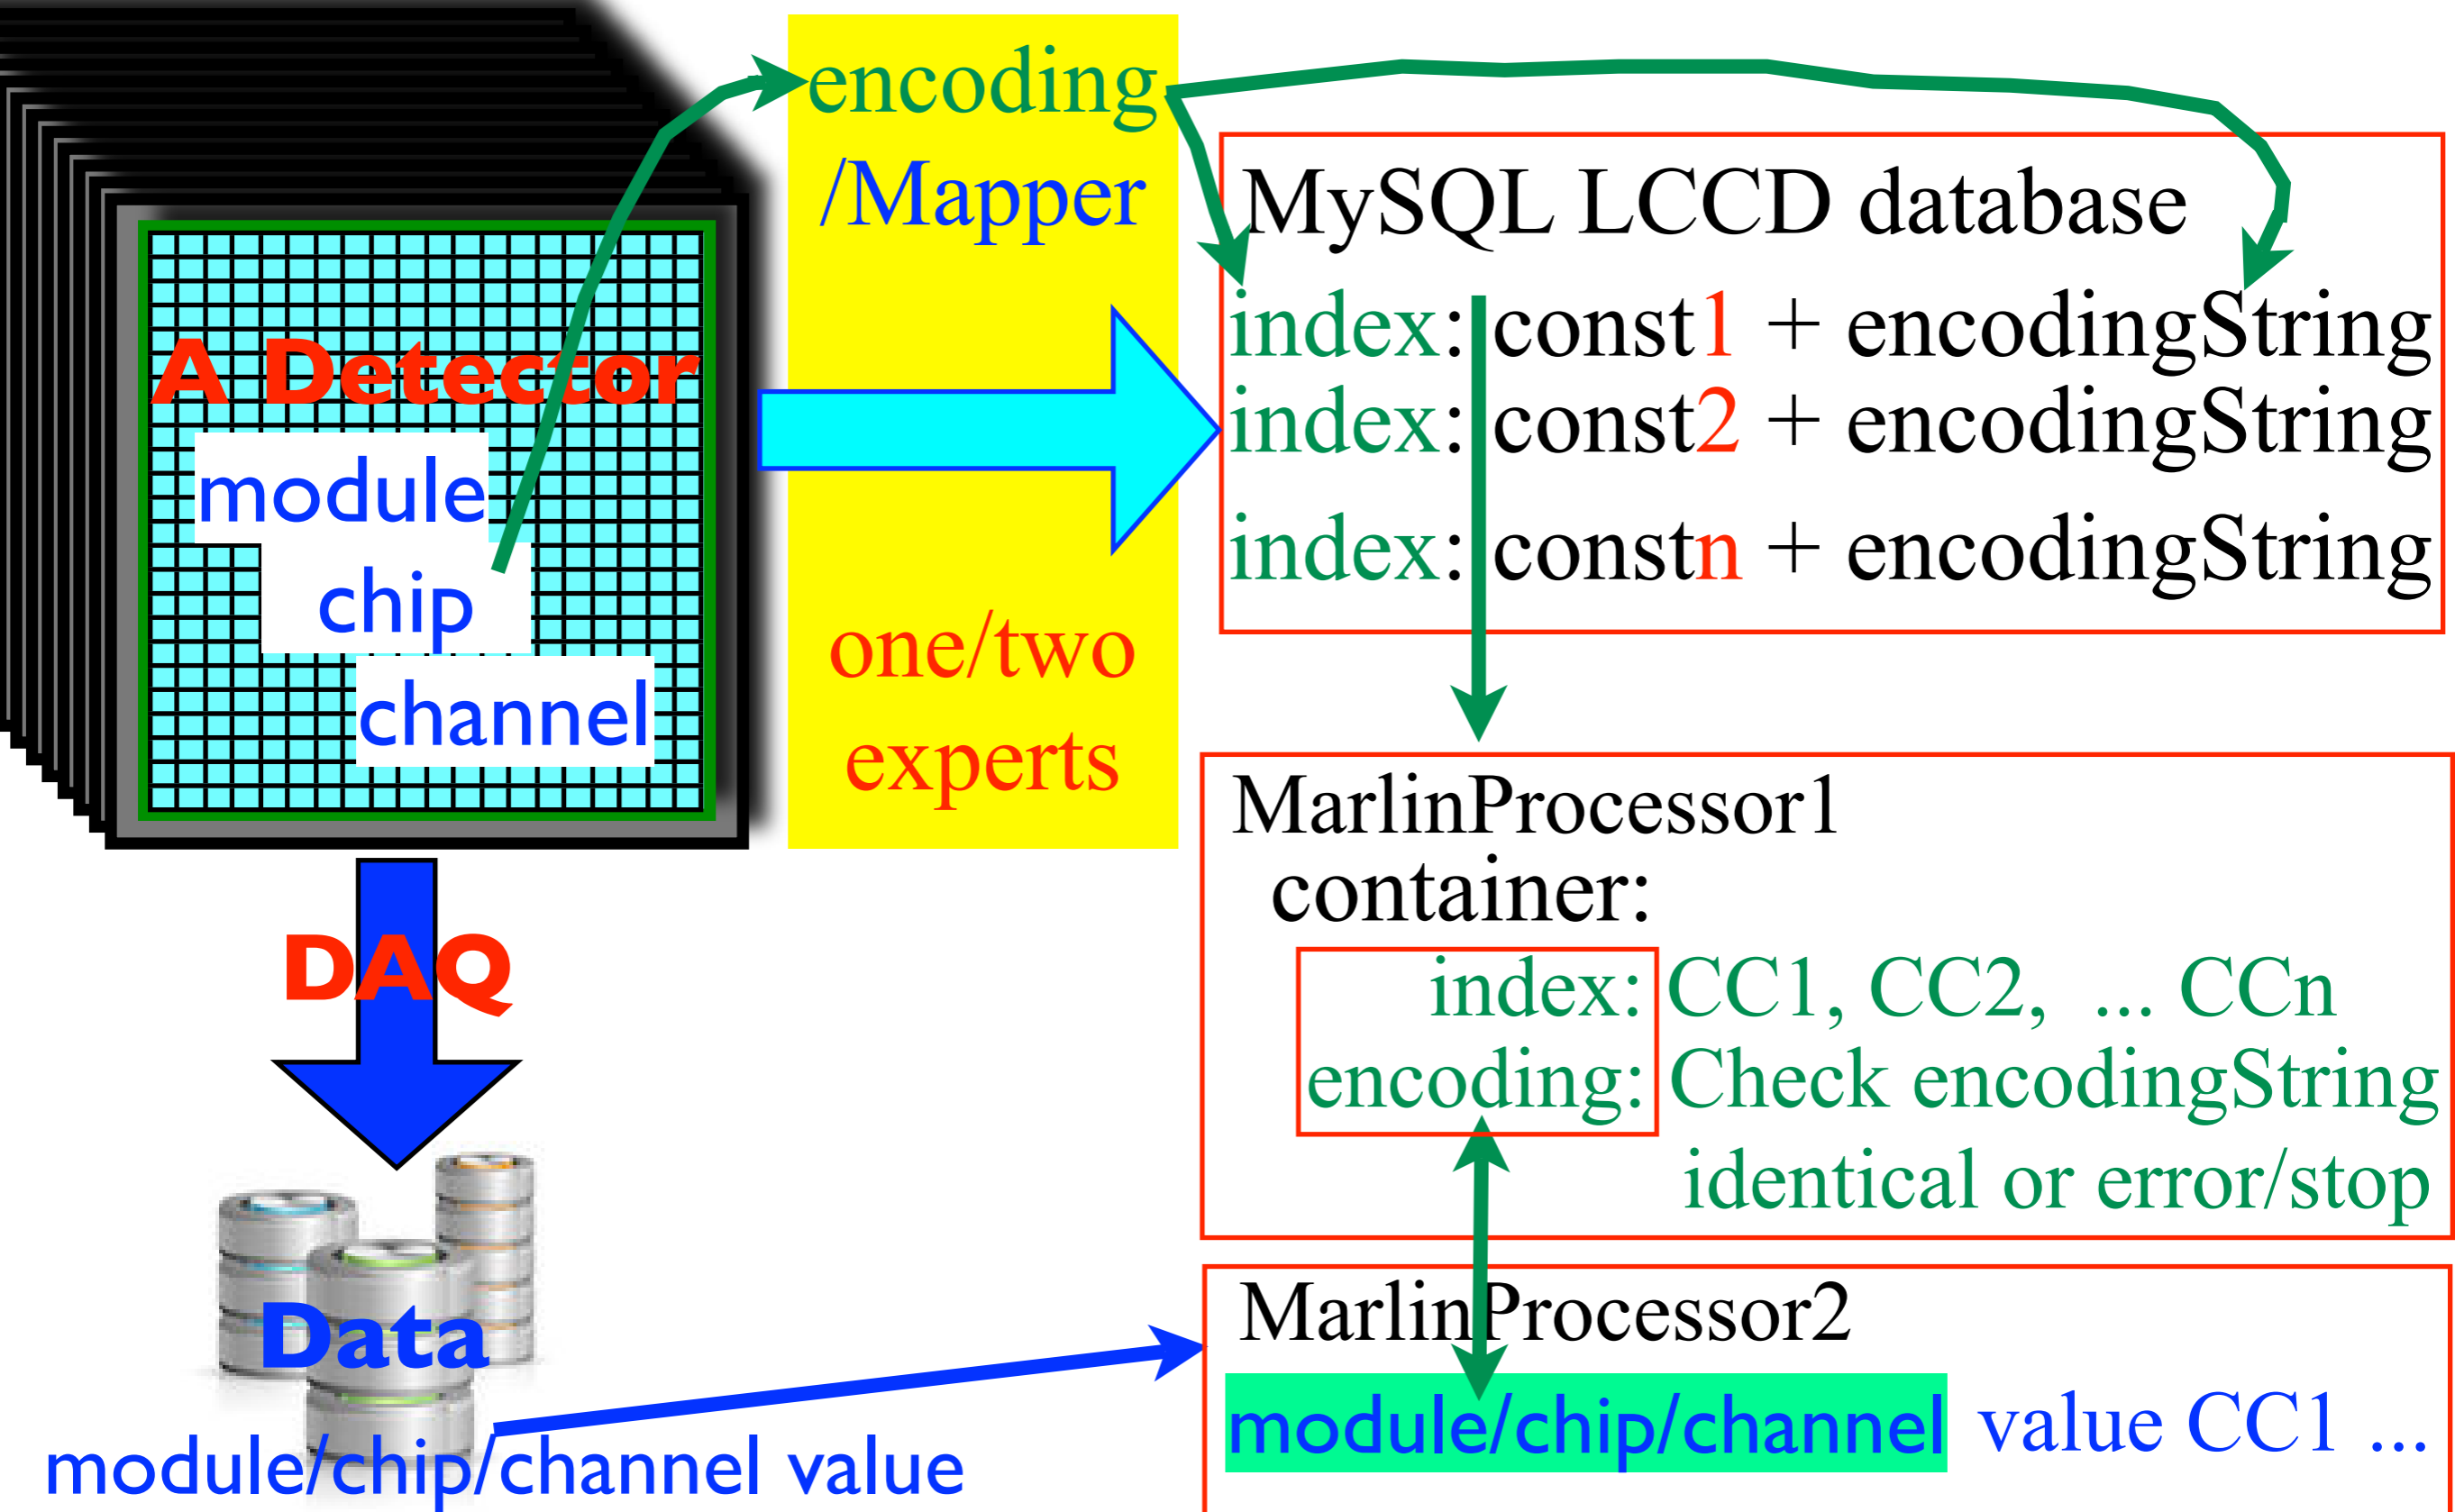 encoding
/Mapper
one/two
experts
A Detector
module
chip
channel
DAQ
Data
module/chip/channel value
MySQL LCCD database
index: const1 + encodingString
index: const2 + encodingString
index: constn + encodingString
MarlinProcessor1
container:
index: CC1, CC2, ... CCn
encoding: Check encodingString
identical or error/stop
MarlinProcessor2
module/chip/channel value CC1 ...